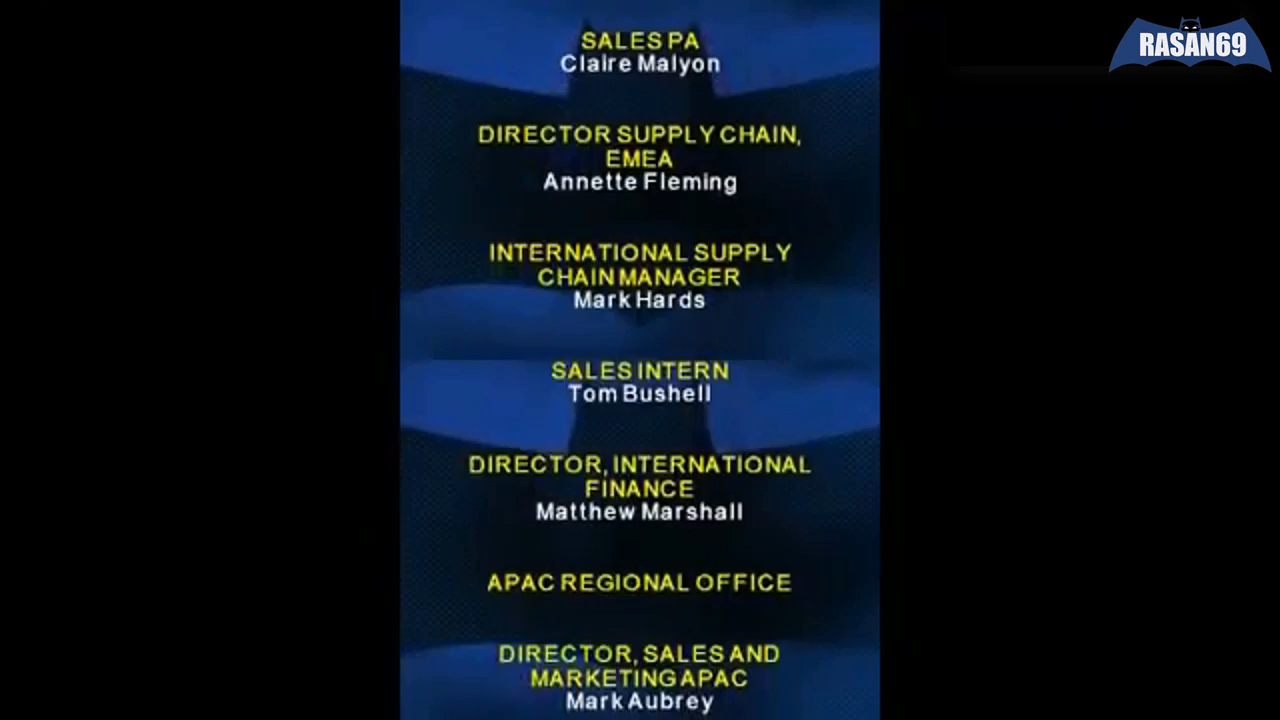 RASAN69
SALES PA
Claire Malyon
DIRECTOR SUPPLY CHAIN,
EMEA
Annette Fleming
INTERNATIONAL SUPPLY
CHAIN MANAGER
Mark Hards
SALES INTERN
Tom Bushell
DIRECTOR, INTERNATIONAL
FINANCE
Matthew Marshall
APAC REGIONAL OFFICE
DIRECTOR, SALES AND
MARKETING APAC
Mark Aubrey